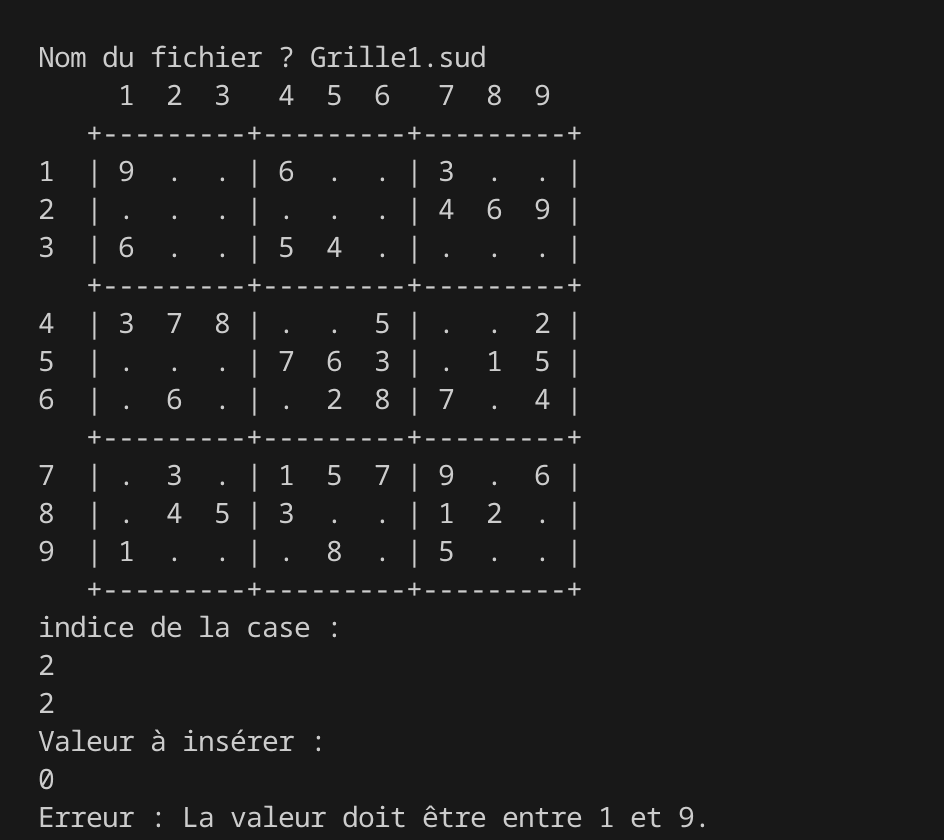 Nom du fichier ? Grille1.sud
     1  2  3   4  5  6   7  8  9
   +---------+---------+---------+
1  | 9  .  . | 6  .  . | 3  .  . |
2  | .  .  . | .  .  . | 4  6  9 |
3  | 6  .  . | 5  4  . | .  .  . |
   +---------+---------+---------+
4  | 3  7  8 | .  .  5 | .  .  2 |
5  | .  .  . | 7  6  3 | .  1  5 |
6  | .  6  . | .  2  8 | 7  .  4 |
   +---------+---------+---------+
7  | .  3  . | 1  5  7 | 9  .  6 |
8  | .  4  5 | 3  .  . | 1  2  . |
9  | 1  .  . | .  8  . | 5  .  . |
   +---------+---------+---------+
indice de la case :
2
2
Valeur à insérer :
0
Erreur : La valeur doit être entre 1 et 9.